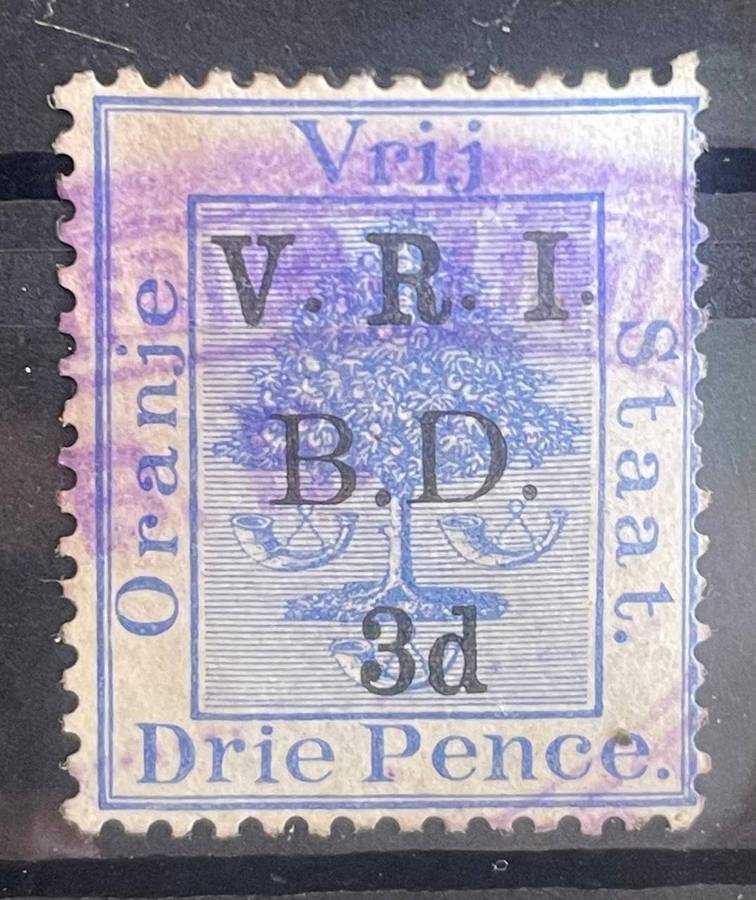 Vrij
Oranje
V. R. I.
B.D.
3d
Staat.
Drie Pence.